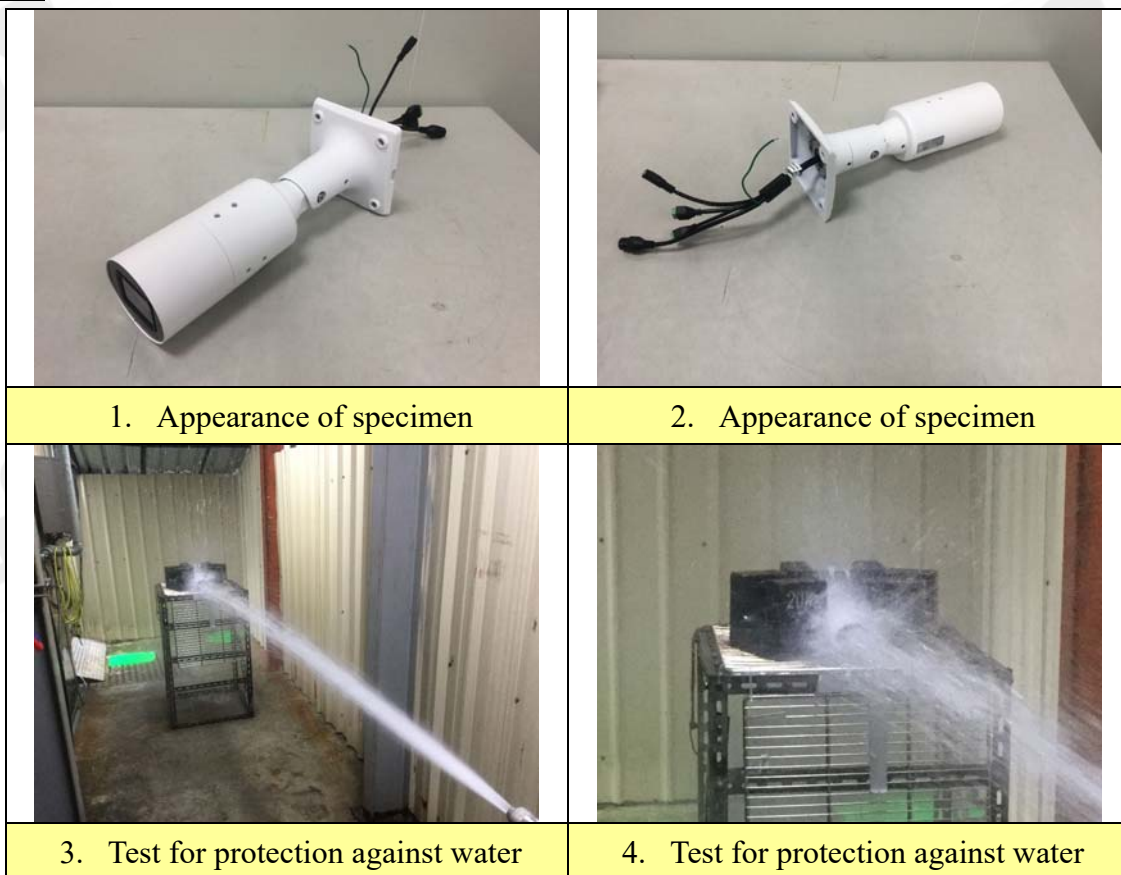 1. Appearance of specimen
2. Appearance of specimen
3. Test for protection against water
4. Test for protection against water